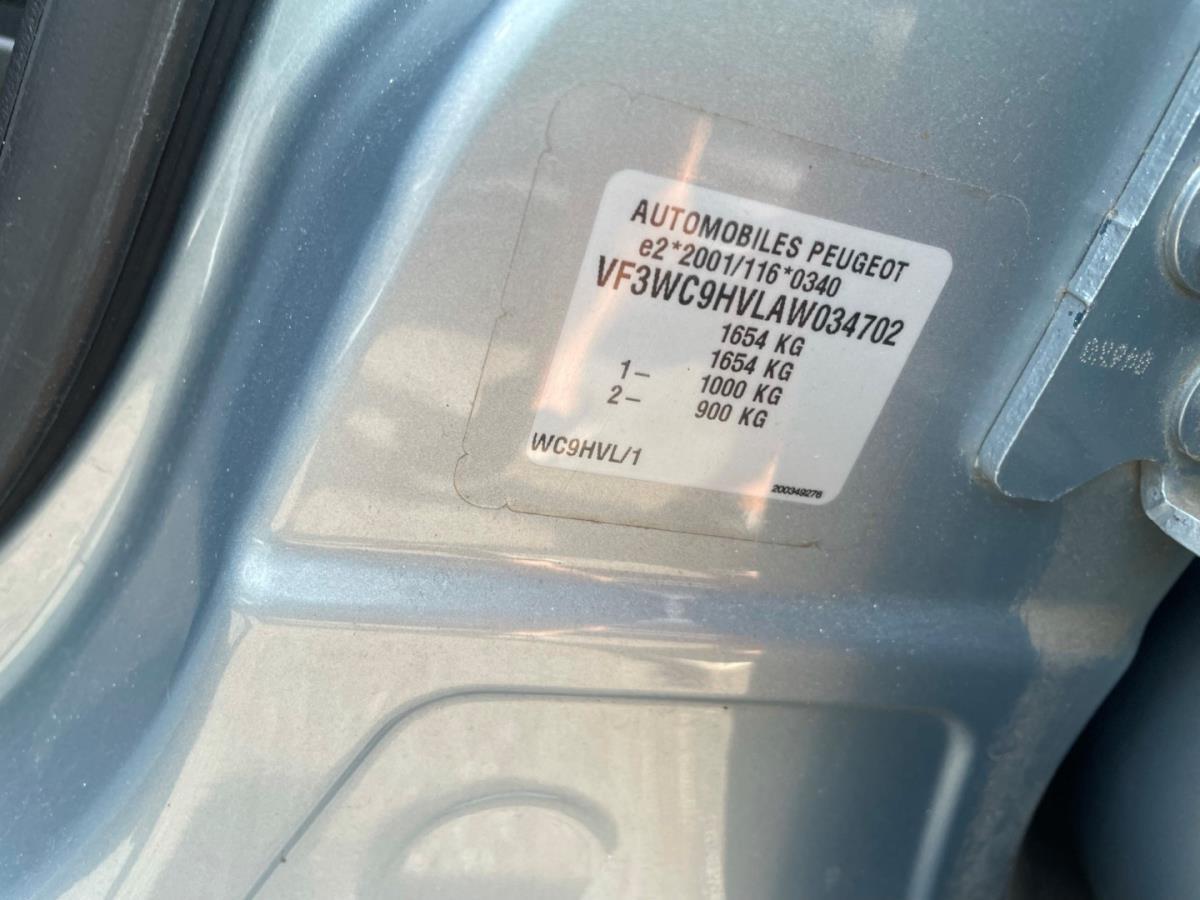 AUTOMOBILES PEUGEOT
e2*2001/116*0340
VF3WC9HVLAW034702
1654 KG
1654 KG
1– 1000 KG
2– 900 KG
WC9HVL/1
200349276